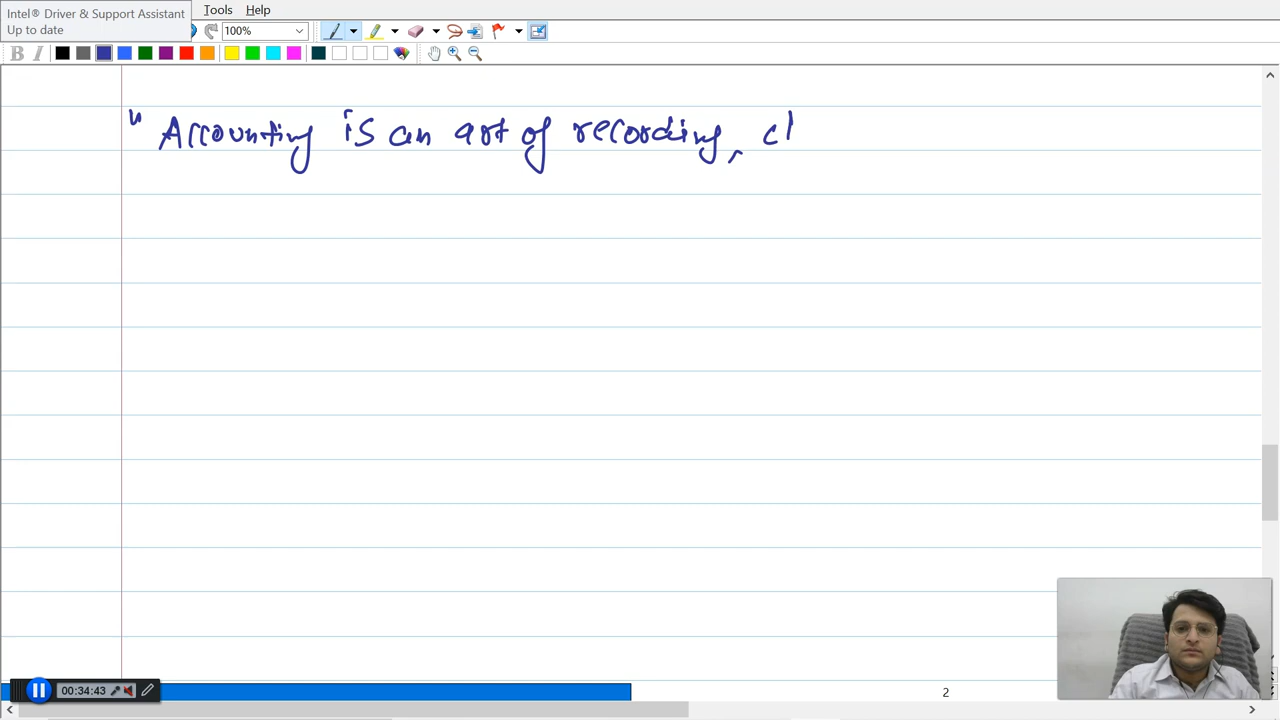 Intel® Driver & Support Assistant
Up to date
Tools Help
100%
B I
" Accounting is an art of recording, cl
00:34:43
2